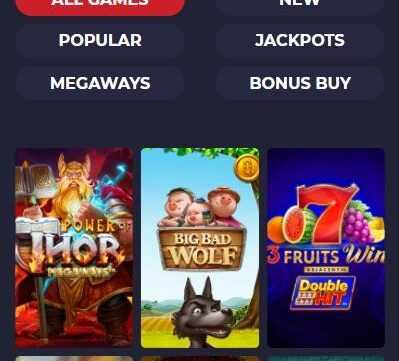 ALL GAMES
NEW
POPULAR
JACKPOTS
MEGAWAYS
BONUS BUY
POWER OF
THOR
MEGAWAYS
BIG BAD
WOLF
7
3 FRUITS Win
Double
HIT